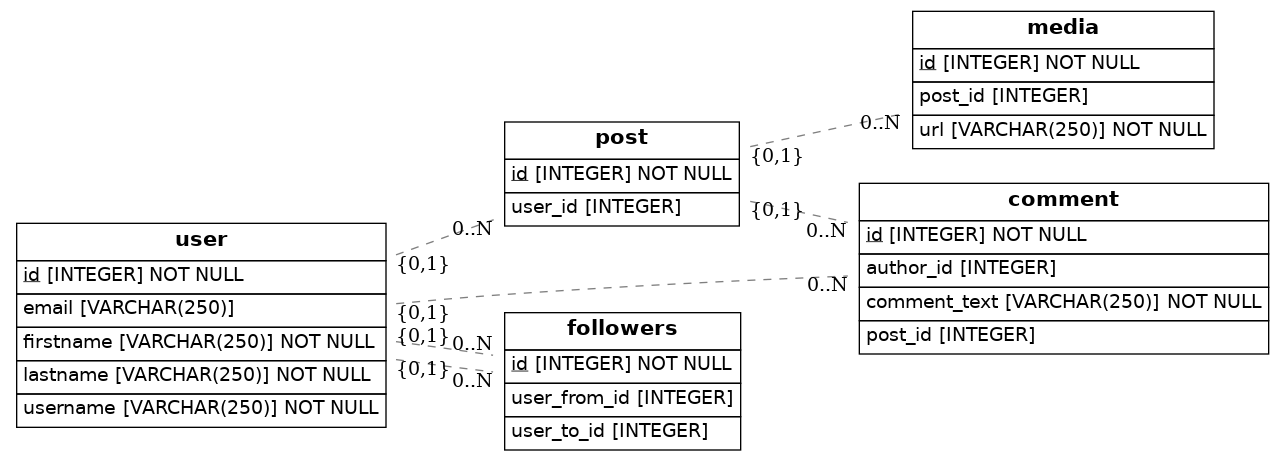 media
id [INTEGER] NOT NULL
post_id [INTEGER]
url [VARCHAR(250)] NOT NULL
0..N
{0,1}
post
id [INTEGER] NOT NULL
user_id [INTEGER]
{0,1}
0..N
comment
id [INTEGER] NOT NULL
author_id [INTEGER]
comment_text [VARCHAR(250)] NOT NULL
post_id [INTEGER]
0..N
{0,1}
0..N
user
id [INTEGER] NOT NULL
email [VARCHAR(250)]
firstname [VARCHAR(250)] NOT NULL
lastname [VARCHAR(250)] NOT NULL
username [VARCHAR(250)] NOT NULL
{0,1}
{0,1}
0..N
{0,1}
0..N
followers
id [INTEGER] NOT NULL
user_from_id [INTEGER]
user_to_id [INTEGER]